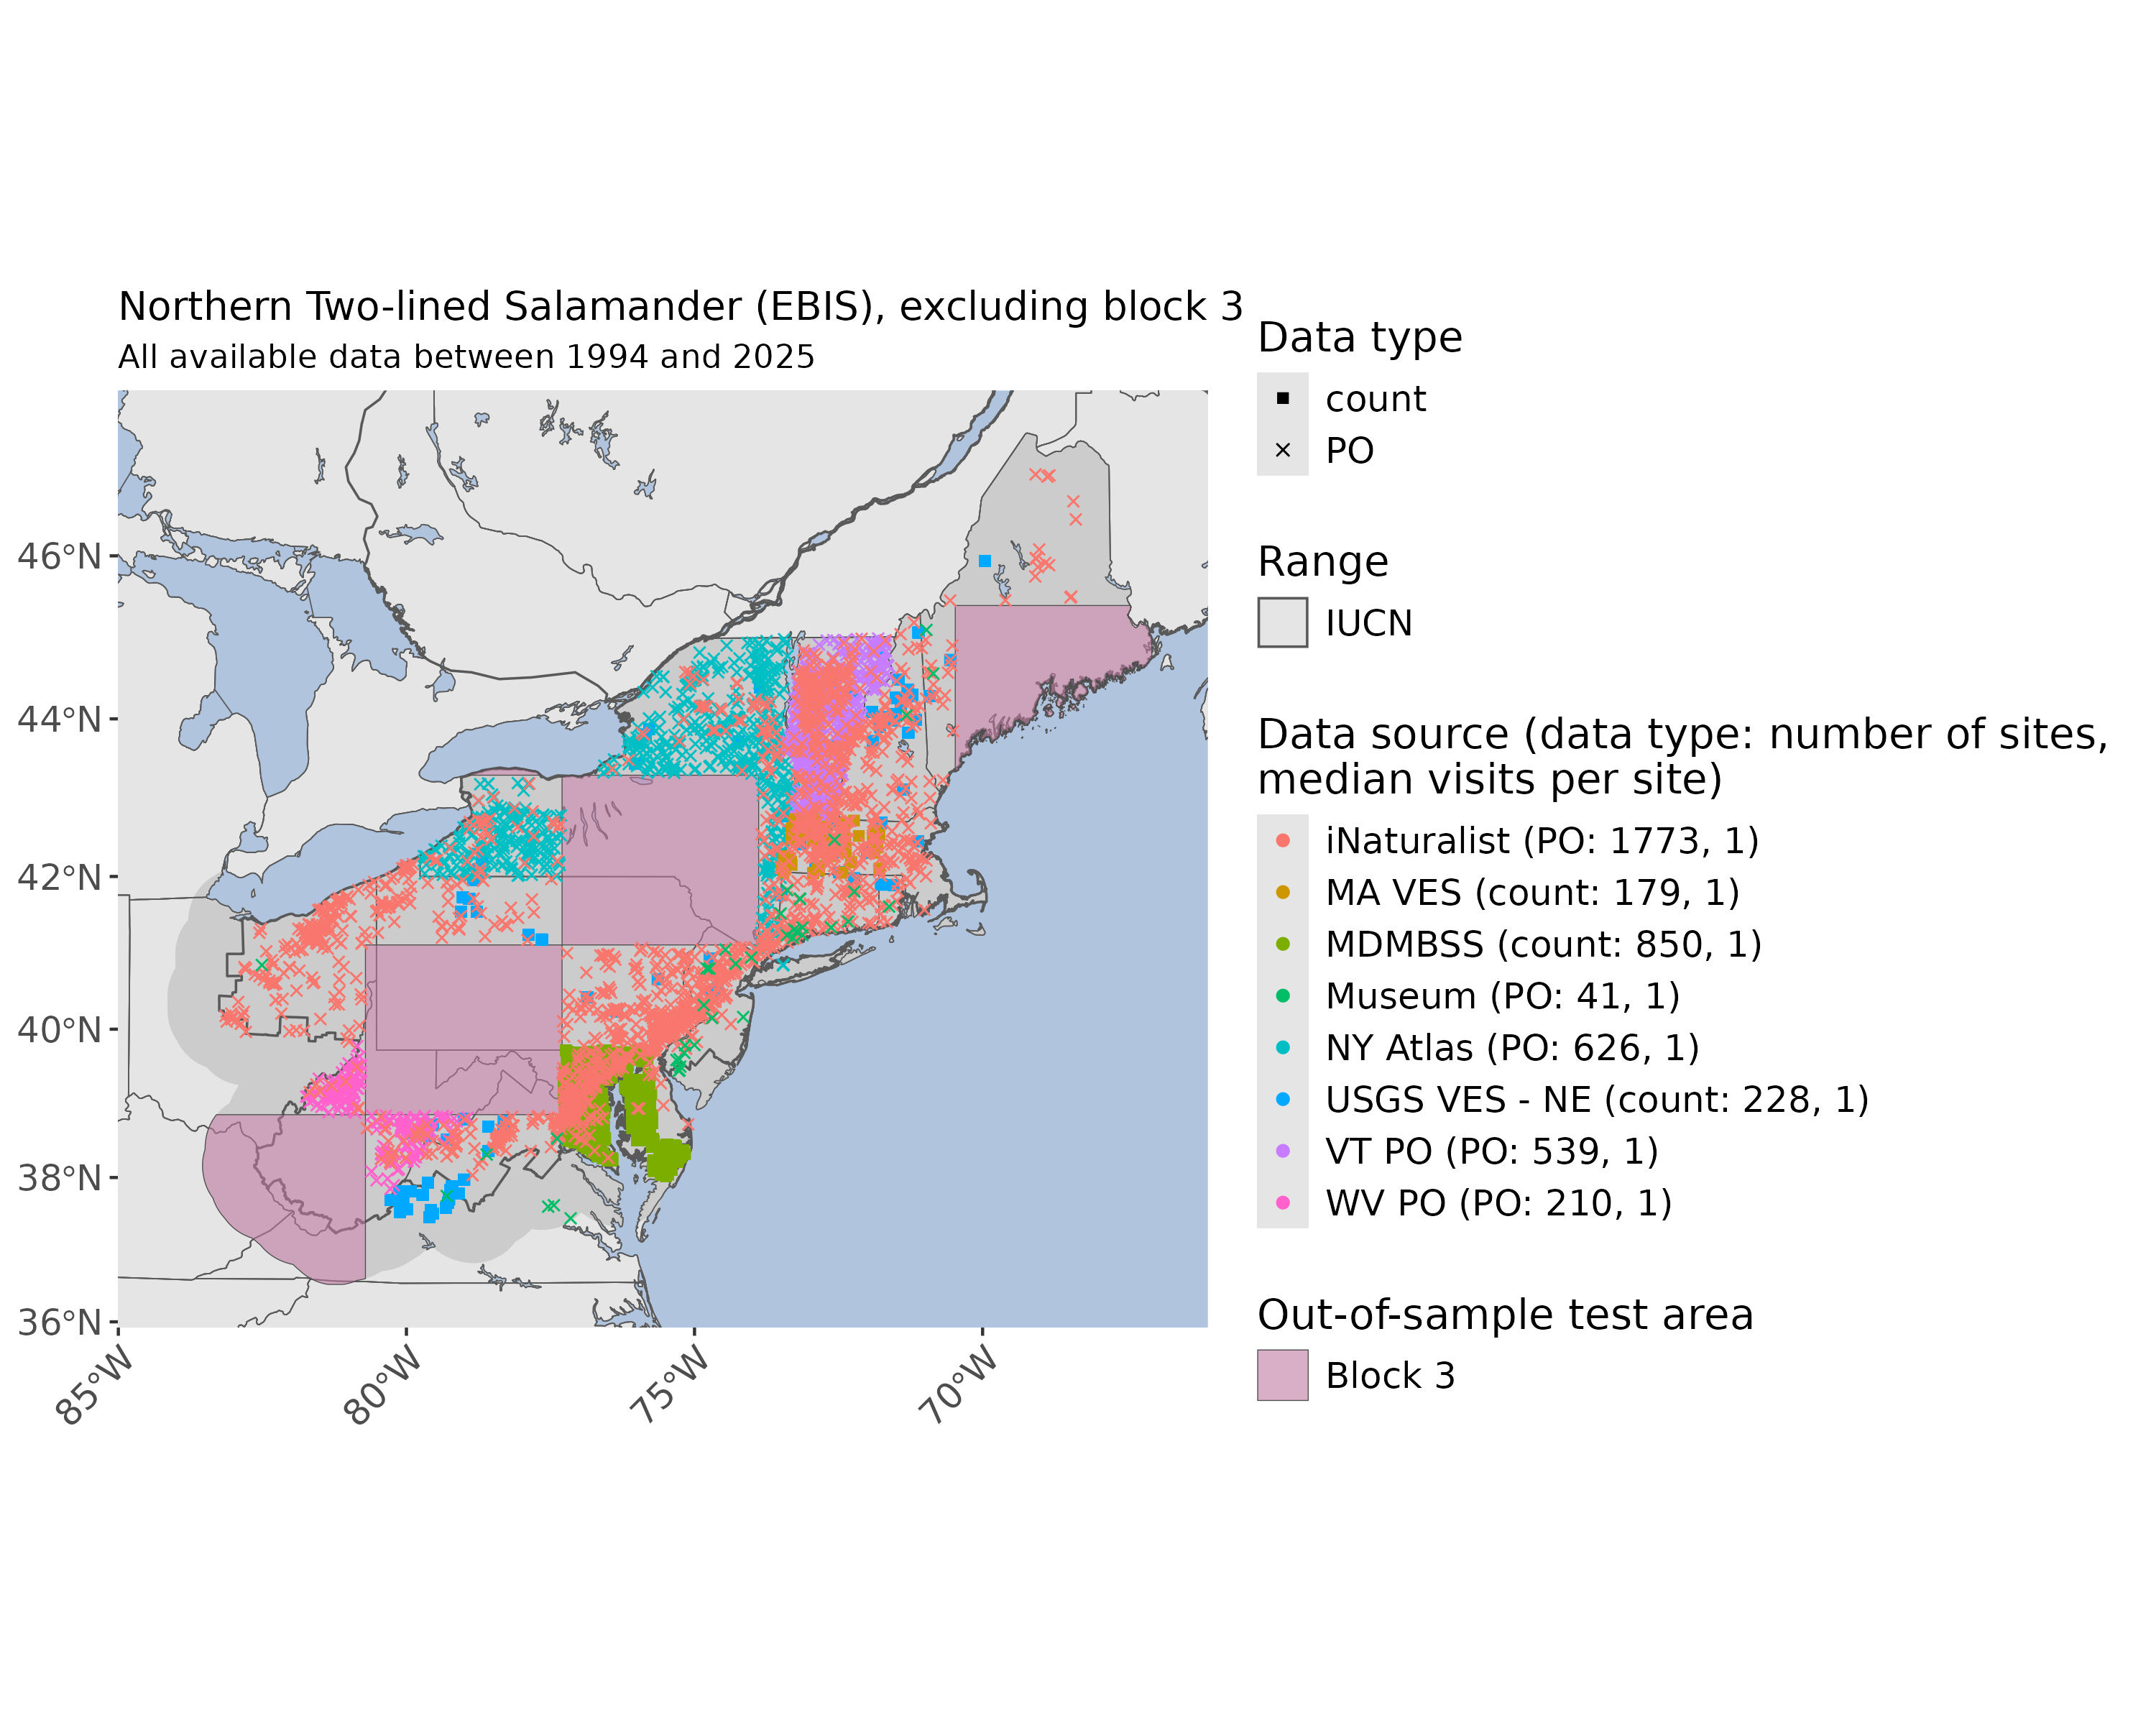 Northern Two-lined Salamander (EBIS), excluding block 3
All available data between 1994 and 2025
46°N
44°N
42°N
40°N
38°N
36°N
85°W
80°W
75°W
70°W
Data type
count
PO
Range
IUCN
Data source (data type: number of sites,
median visits per site)
iNaturalist (PO: 1773, 1)
MA VES (count: 179, 1)
MDMBSS (count: 850, 1)
Museum (PO: 41, 1)
NY Atlas (PO: 626, 1)
USGS VES - NE (count: 228, 1)
VT PO (PO: 539, 1)
WV PO (PO: 210, 1)
Out-of-sample test area
Block 3